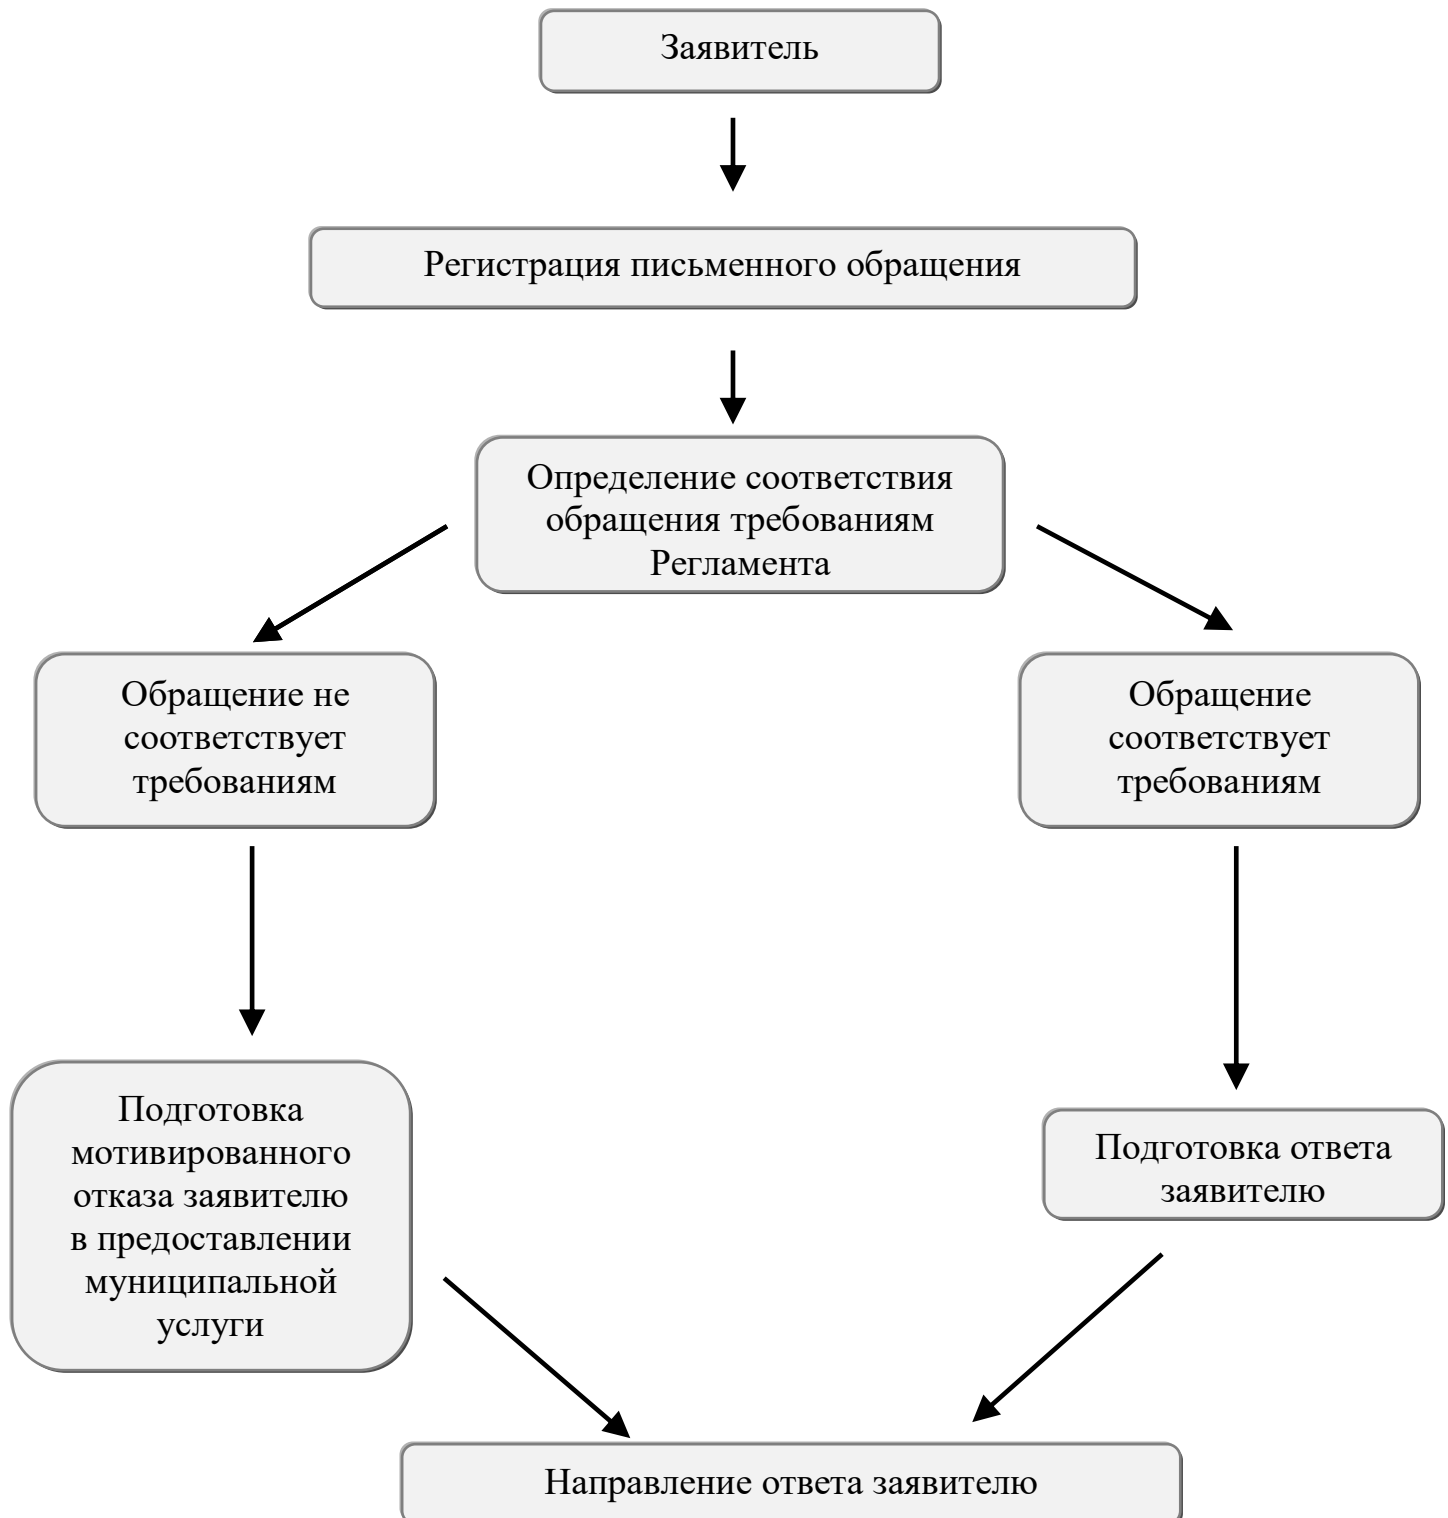 Заявитель
Регистрация письменного обращения
Определение соответствия
обращения требованиям
Регламента
Обращение не
соответствует
требованиям
Обращение
соответствует
требованиям
Подготовка
мотивированного
отказа заявителю
в предоставлении
муниципальной
услуги
Подготовка ответа
заявителю
Направление ответа заявителю